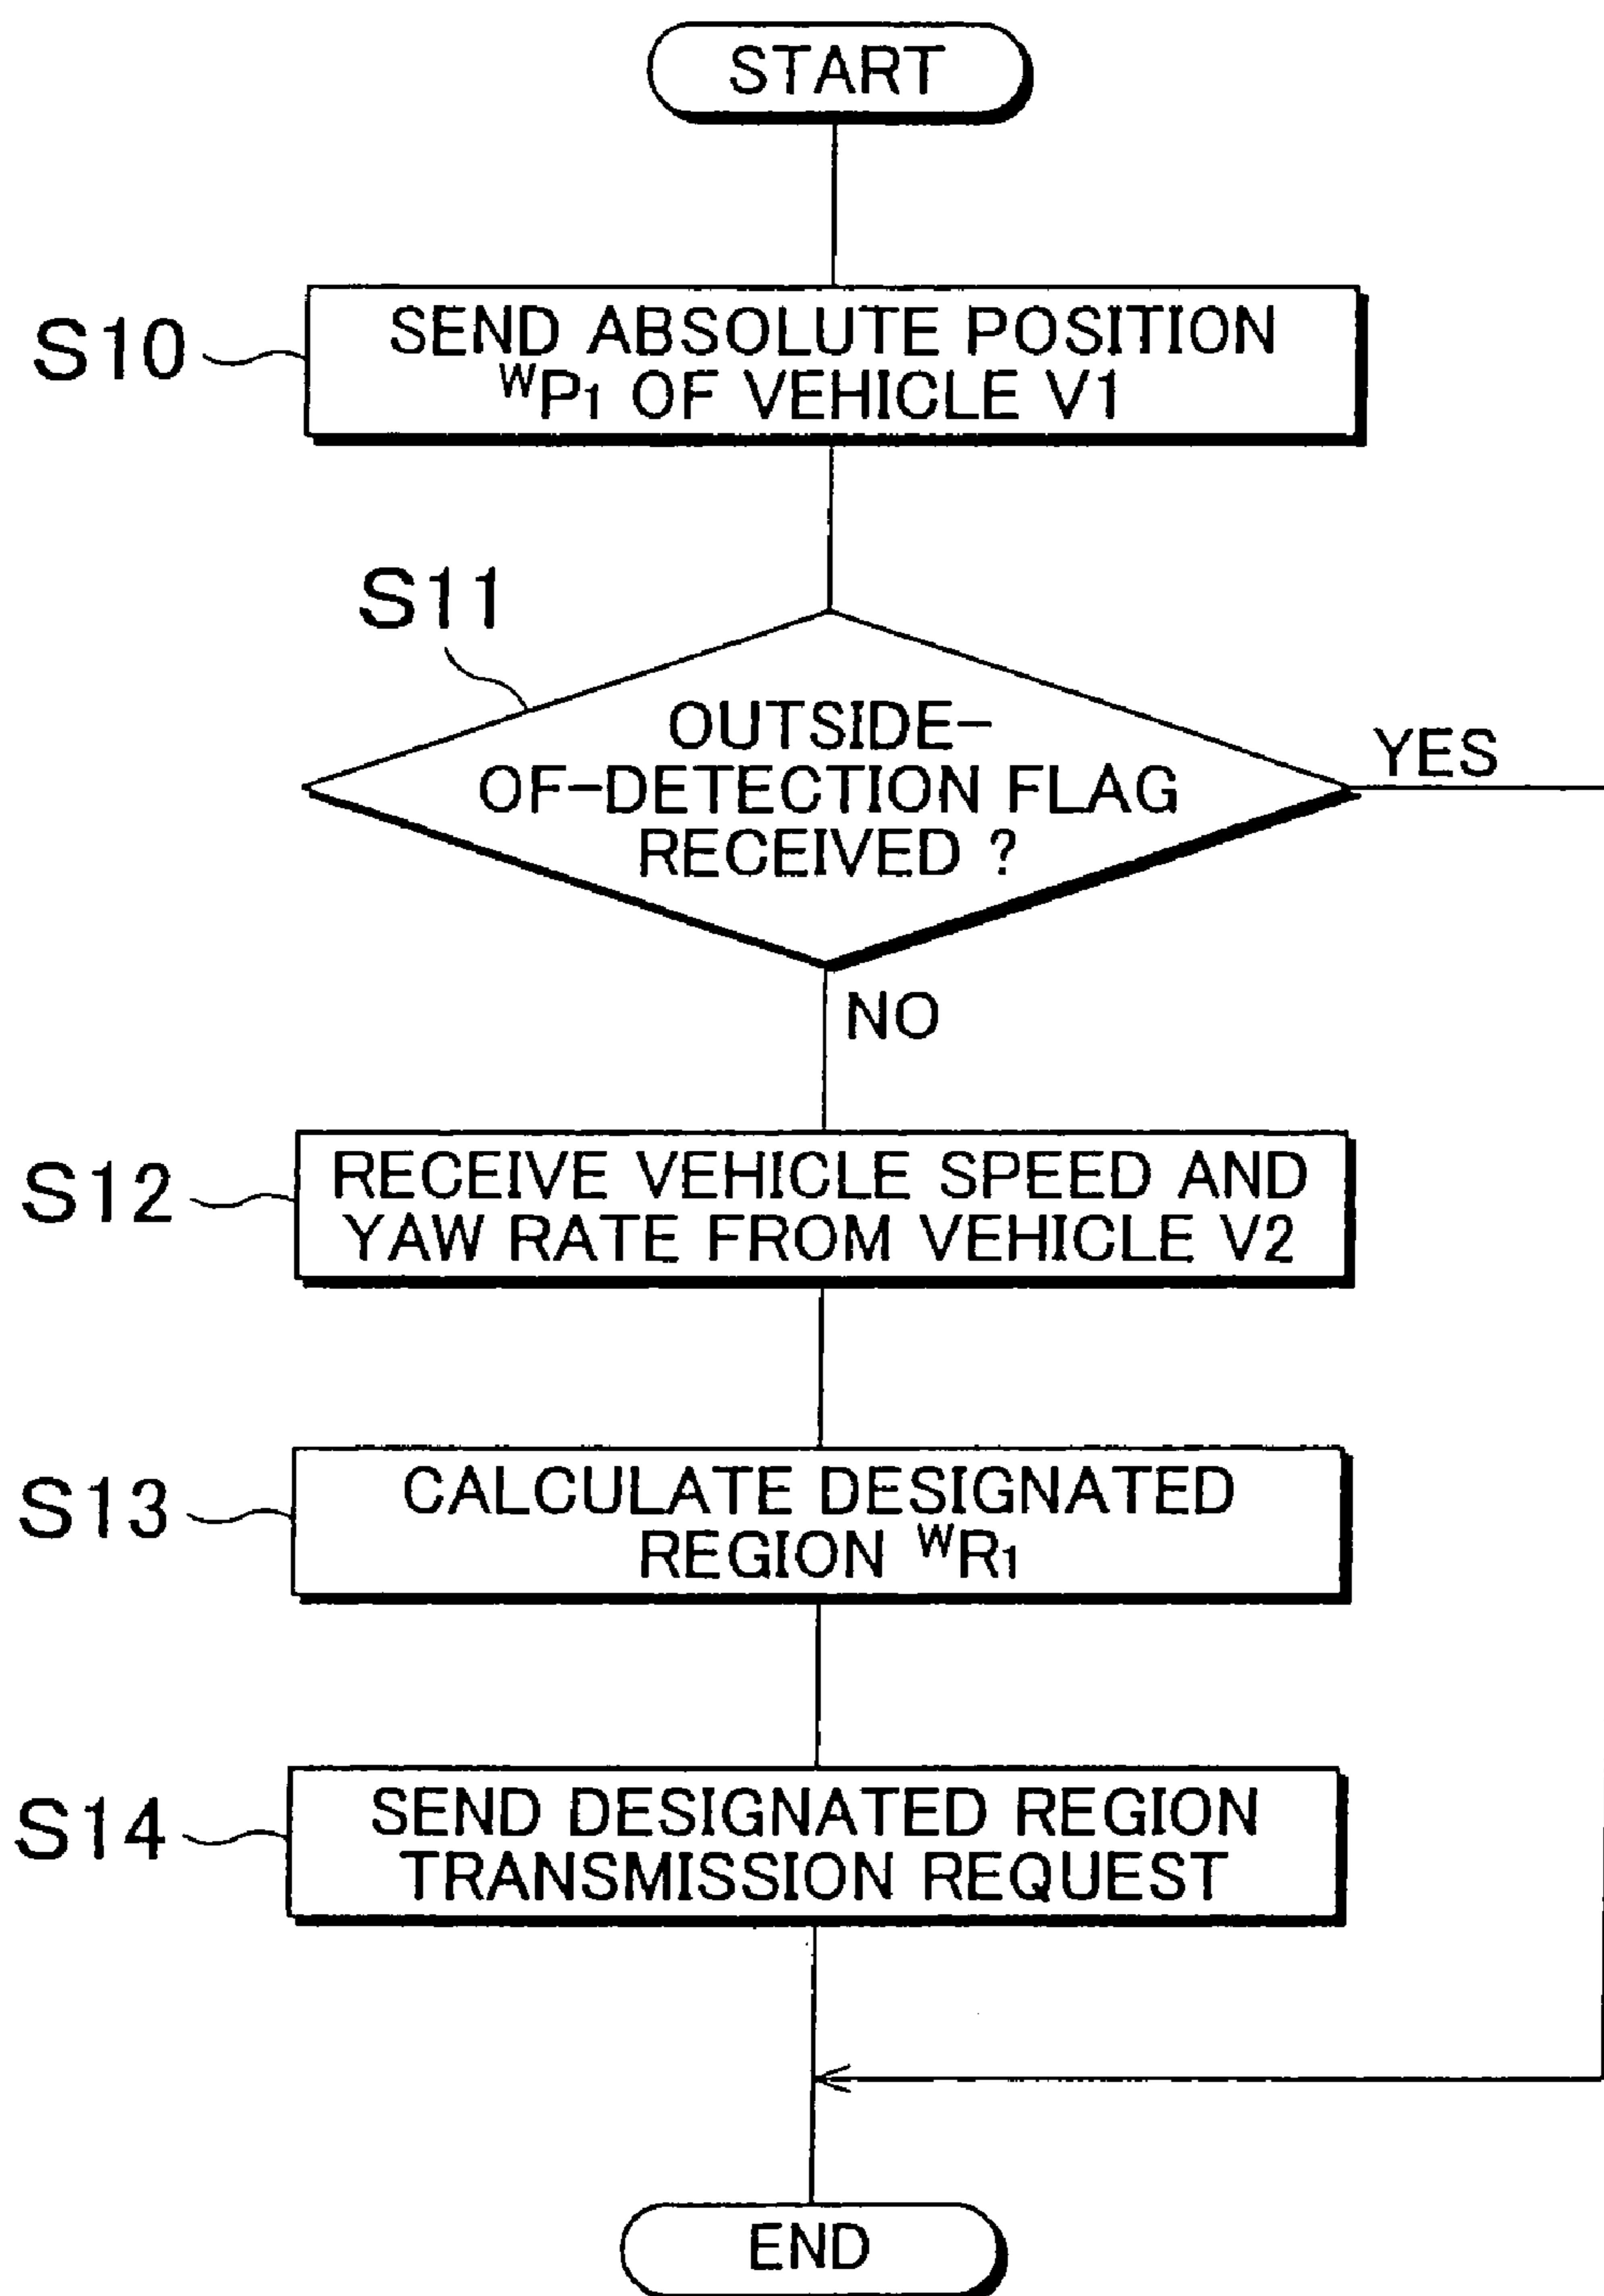 START
S10
SEND ABSOLUTE POSITION
ᵂP₁ OF VEHICLE V1
S11
OUTSIDE-
OF-DETECTION FLAG
RECEIVED ?
YES
NO
S12
RECEIVE VEHICLE SPEED AND
YAW RATE FROM VEHICLE V2
S13
CALCULATE DESIGNATED
REGION ᵂR₁
S14
SEND DESIGNATED REGION
TRANSMISSION REQUEST
END